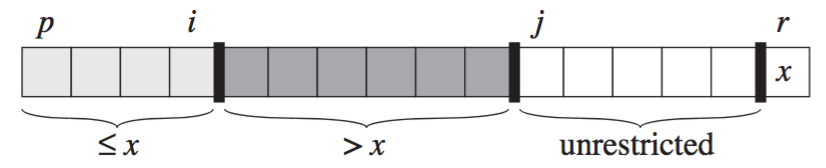 p i j r
x
≤ x > x unrestricted